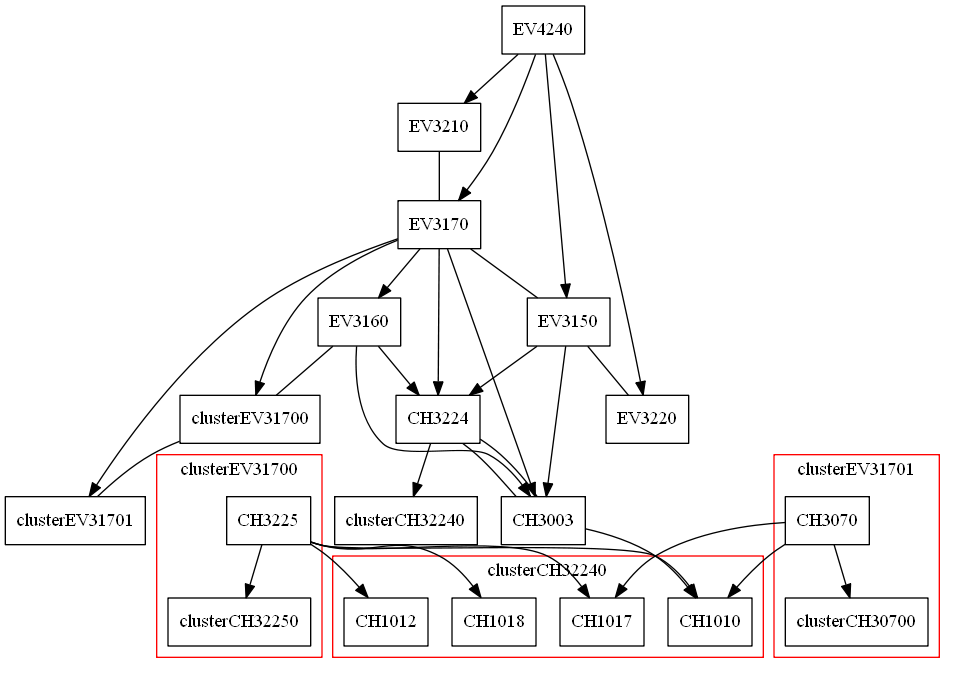 EV4240
EV3210
EV3170
EV3160
EV3150
clusterEV31700
CH3224
EV3220
clusterEV31700
clusterEV31701
clusterEV31701
CH3225
clusterCH32240
CH3003
CH3070
clusterCH32240
clusterCH32250
CH1012
CH1018
CH1017
CH1010
clusterCH30700